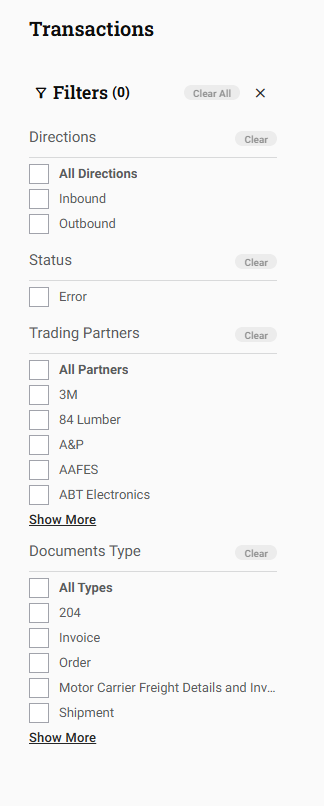 Transactions
Filters (0)
Clear All
Directions
Clear
All Directions
Inbound
Outbound
Status
Clear
Error
Trading Partners
Clear
All Partners
3M
84 Lumber
A&P
AAFES
ABT Electronics
Show More
Documents Type
Clear
All Types
204
Invoice
Order
Motor Carrier Freight Details and Inv...
Shipment
Show More